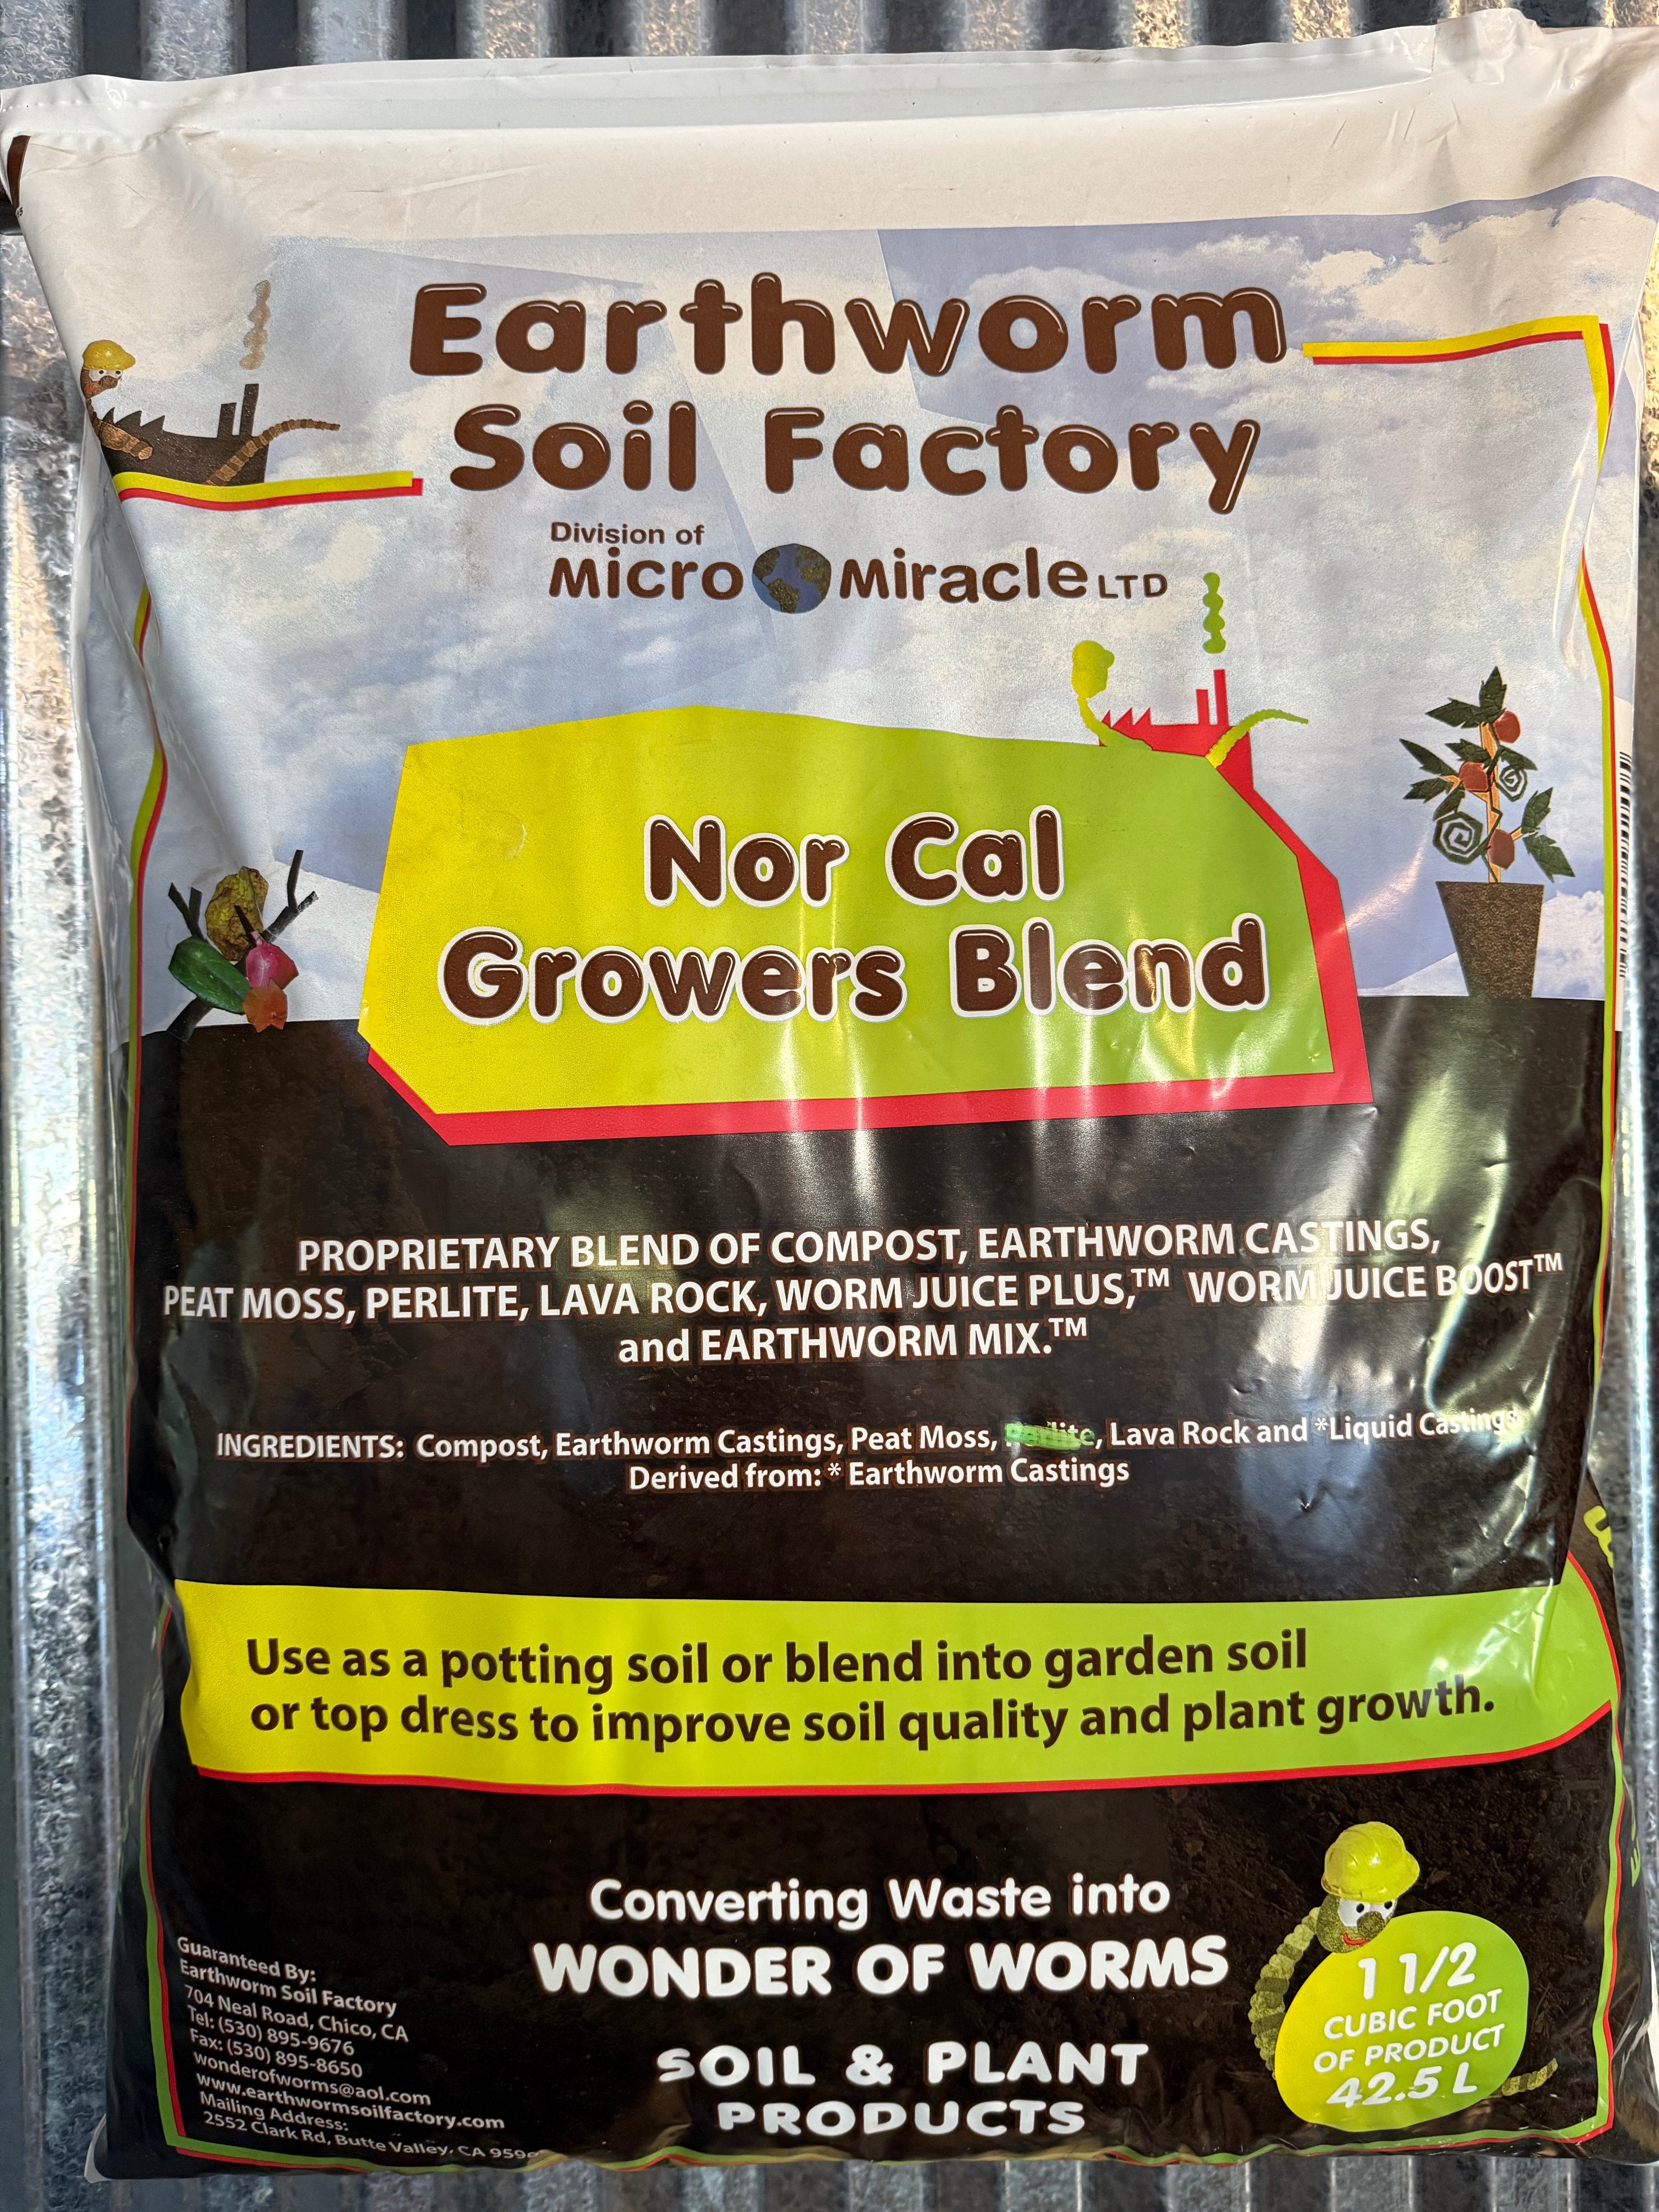 Earthworm
Soil Factory
Division of
Micro Miracle LTD
Nor Cal
Growers Blend
PROPRIETARY BLEND OF COMPOST, EARTHWORM CASTINGS,
PEAT MOSS, PERLITE, LAVA ROCK, WORM JUICE PLUS,™ WORM JUICE BOOST™
and EARTHWORM MIX.™
INGREDIENTS: Compost, Earthworm Castings, Peat Moss, Perlite, Lava Rock and *Liquid Castings
Derived from: * Earthworm Castings
Use as a potting soil or blend into garden soil
or top dress to improve soil quality and plant growth.
Converting Waste into
WONDER OF WORMS
SOIL & PLANT
PRODUCTS
Guaranteed By:
Earthworm Soil Factory
704 Neal Road, Chico, CA
Tel: (530) 895-9676
Fax: (530) 895-8650
wonderofworms@aol.com
www.earthwormsoilfactory.com
Mailing Address:
2552 Clark Rd, Butte Valley, CA
1 1/2
CUBIC FOOT
OF PRODUCT
42.5 L